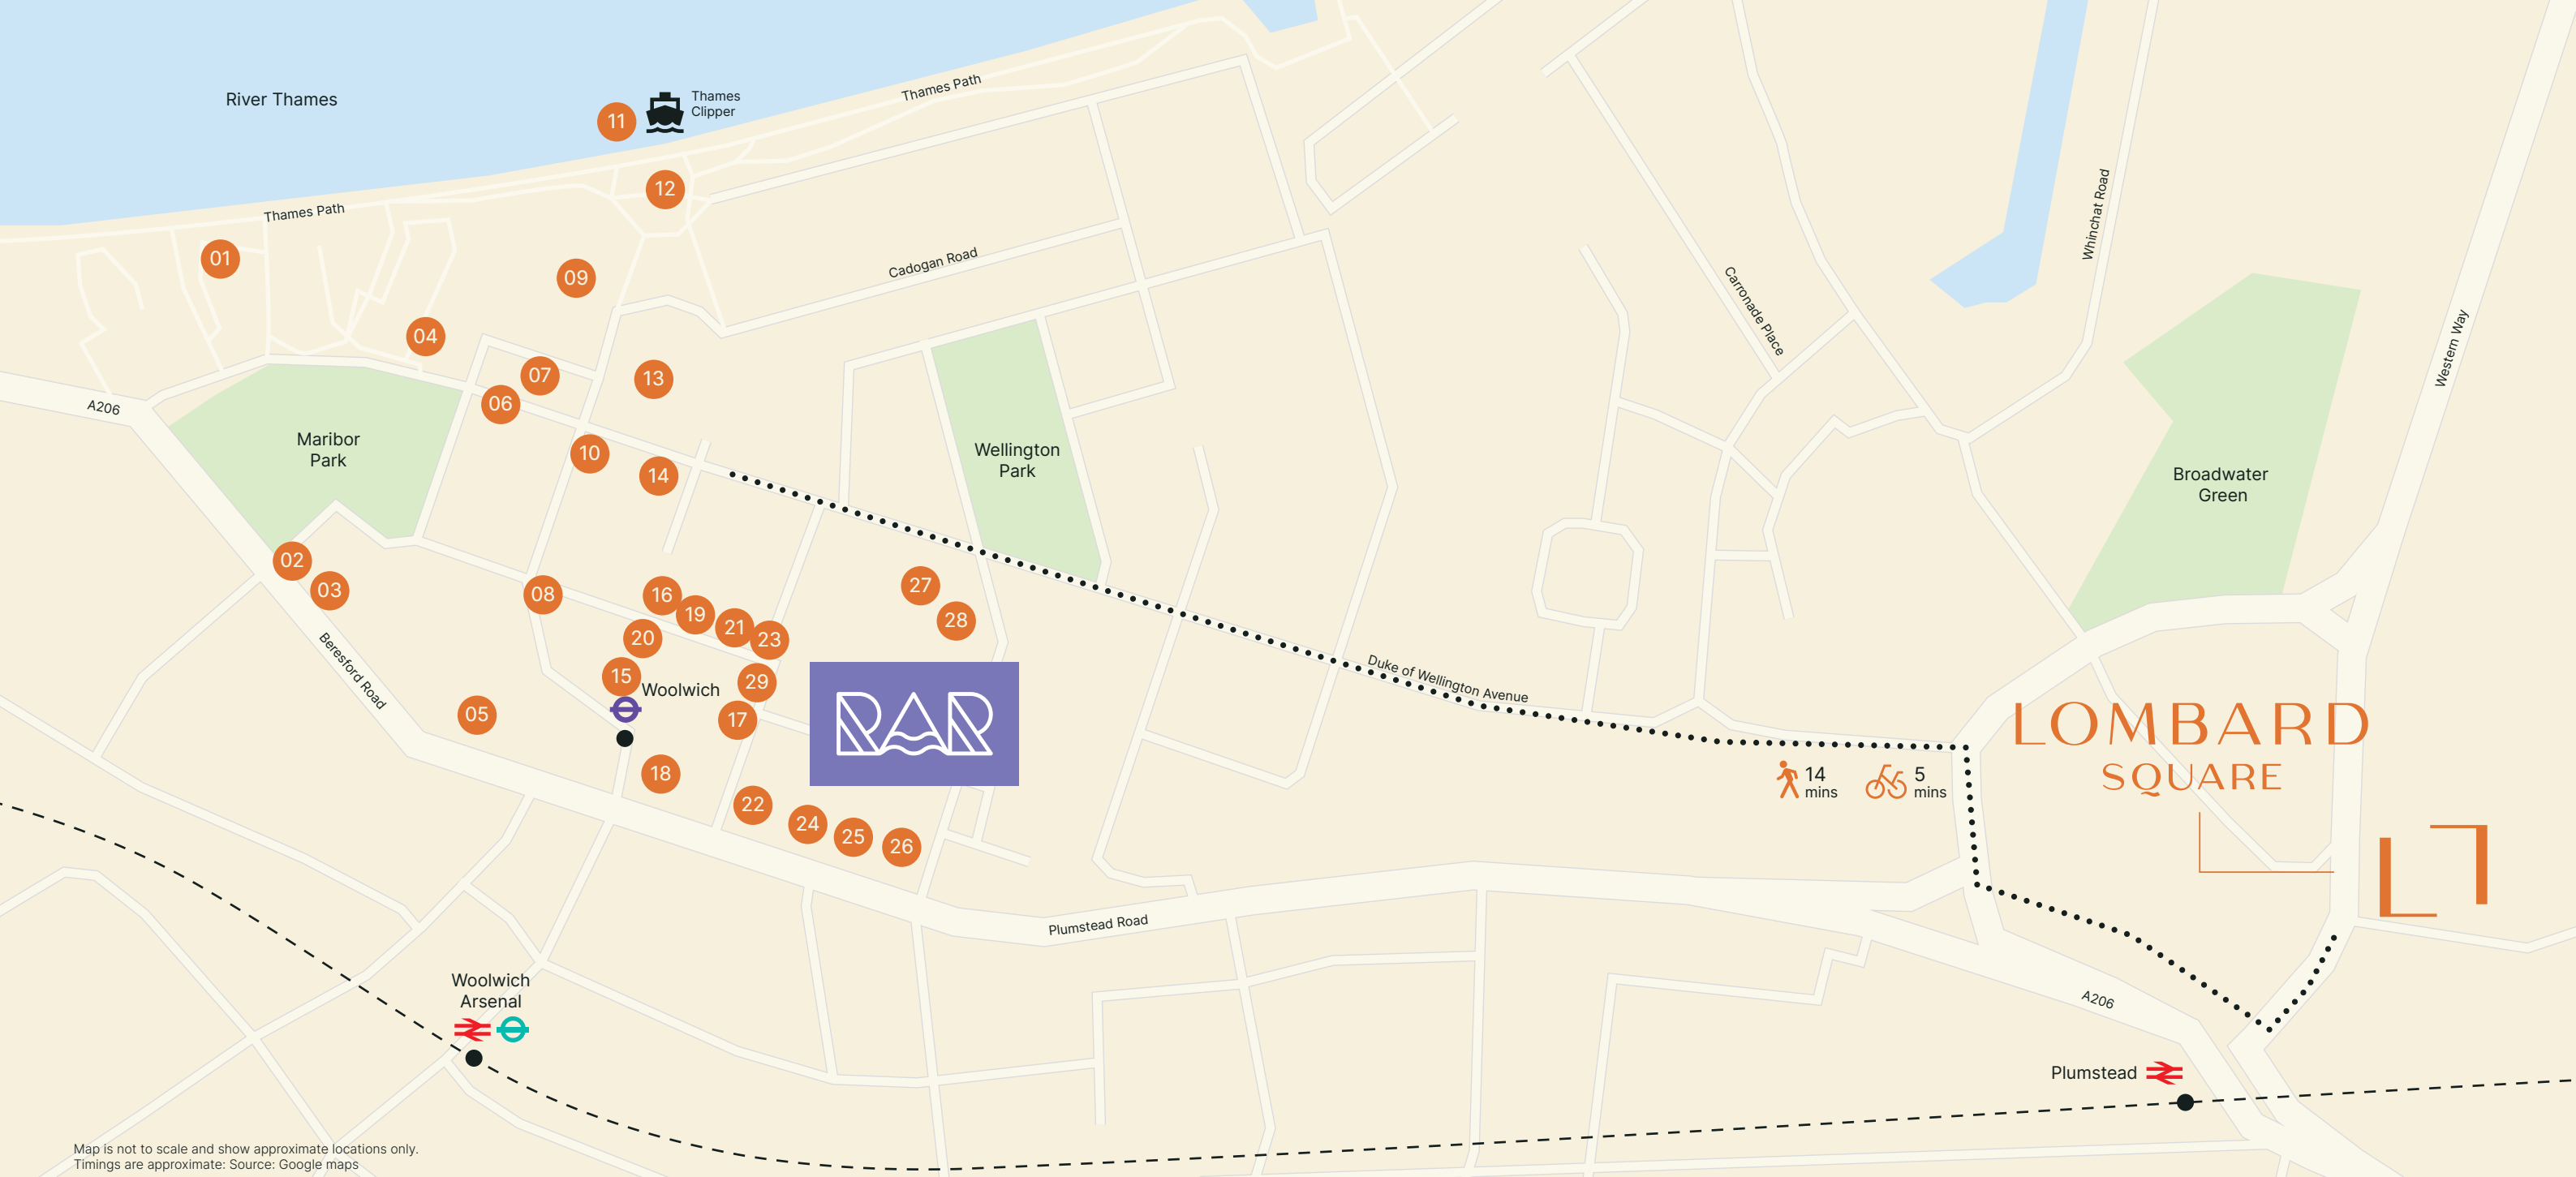 River Thames
11
Thames
Clipper
Thames Path
12
Thames Path
01
09
Cadogan Road
04
07
13
06
A206
Maribor
Park
10
14
Wellington
Park
Carronade Place
Whinchat Road
Western Way
Broadwater
Green
02
03
08
16
19
21
23
20
27
28
15
Woolwich
29
17
05
Beresford Road
18
RAR
22
24
25
26
Duke of Wellington Avenue
14
mins
5
mins
LOMBARD
SQUARE
Plumstead Road
Woolwich
Arsenal
A206
Plumstead
Map is not to scale and show approximate locations only.
Timings are approximate: Source: Google maps